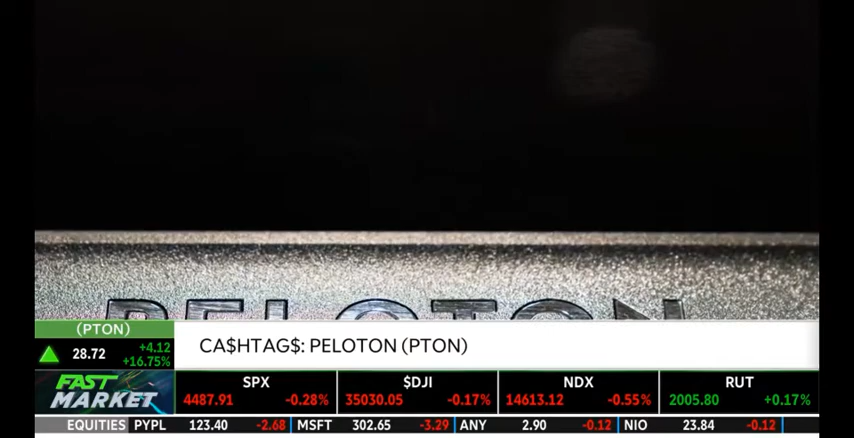 PELOTON
(PTON)
28.72 +4.12
+16.75%
CA$HTAG$: PELOTON (PTON)
FAST
MARKET
SPX $DJI NDX RUT
4487.91 -0.28% 35030.05 -0.17% 14613.12 -0.55% 2005.80 +0.17%
EQUITIES PYPL 123.40 -2.68 MSFT 302.65 -3.29 ANY 2.90 -0.12 NIO 23.84 -0.12